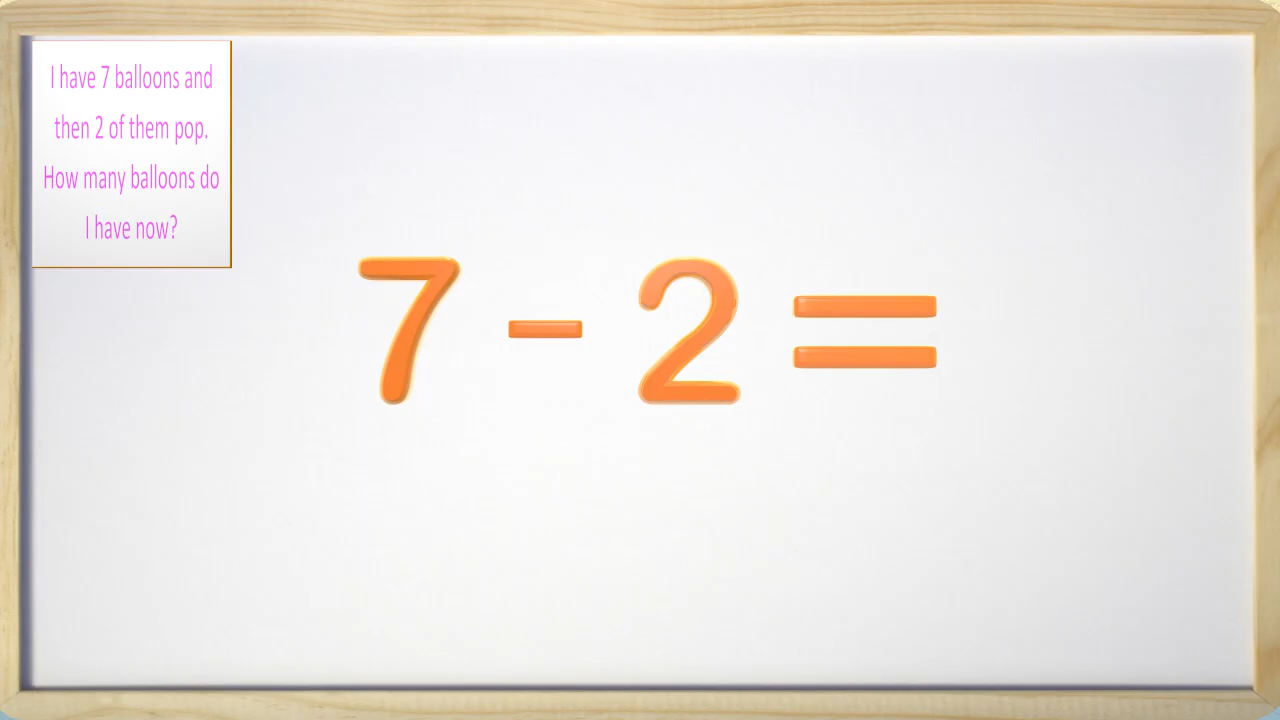 I have 7 balloons and
then 2 of them pop.
How many balloons do
I have now?
7 - 2 =